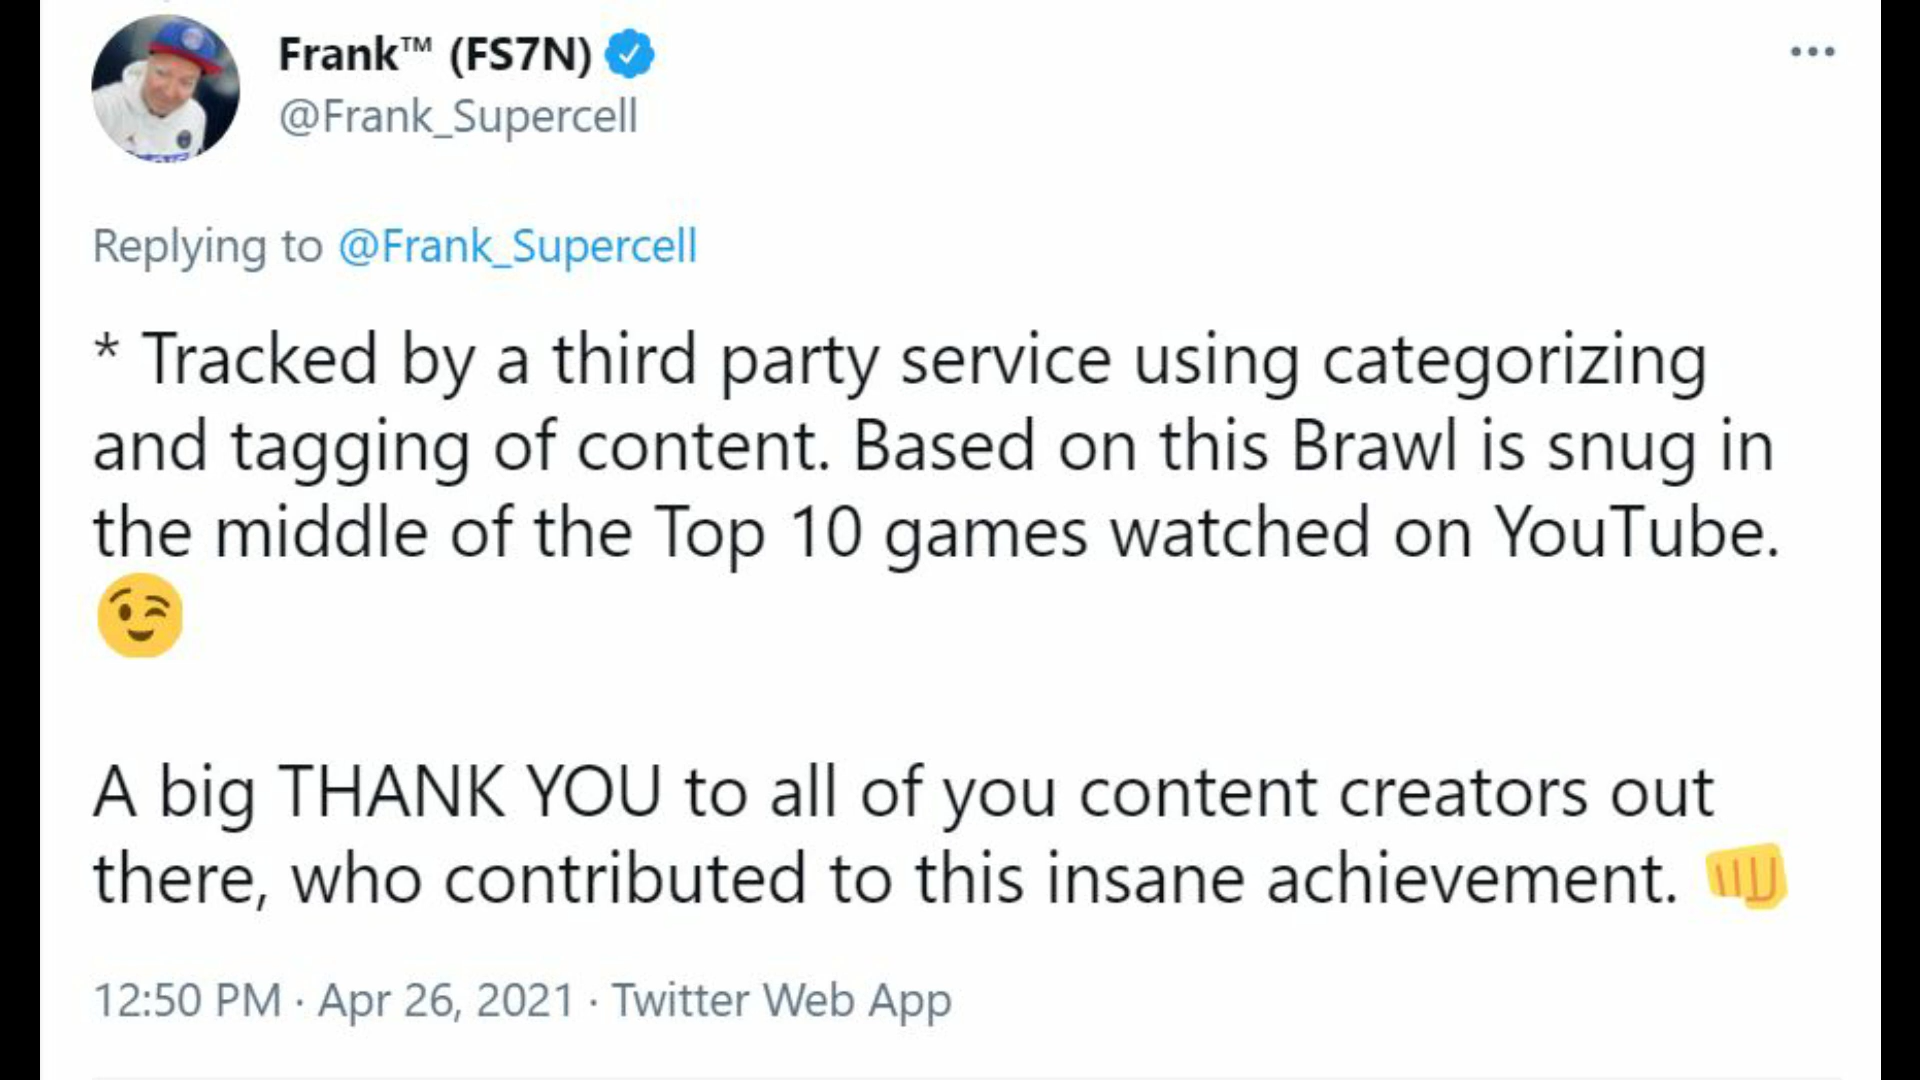 Frank™ (FS7N)
@Frank_Supercell
Replying to @Frank_Supercell
* Tracked by a third party service using categorizing
and tagging of content. Based on this Brawl is snug in
the middle of the Top 10 games watched on YouTube.
😉
A big THANK YOU to all of you content creators out
there, who contributed to this insane achievement. 👊
12:50 PM · Apr 26, 2021 · Twitter Web App